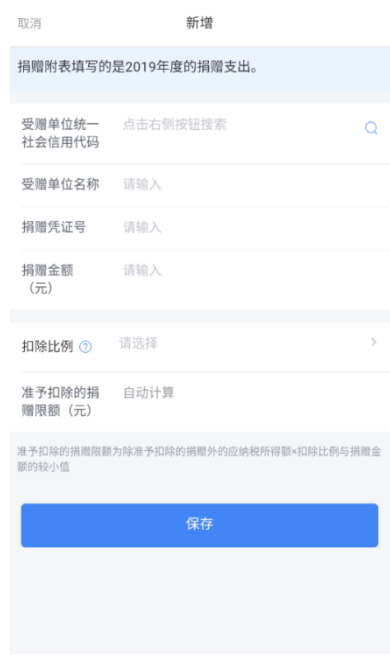 取消
新增
捐赠附表填写的是2019年度的捐赠支出。
受赠单位统一
社会信用代码
点击右侧按钮搜索
受赠单位名称
请输入
捐赠凭证号
请输入
捐赠金额
（元）
请输入
扣除比例
请选择
准予扣除的捐
赠限额（元）
自动计算
准予扣除的捐赠限额为除准予扣除的捐赠外的应纳税所得额×扣除比例与捐赠金
额的较小值
保存